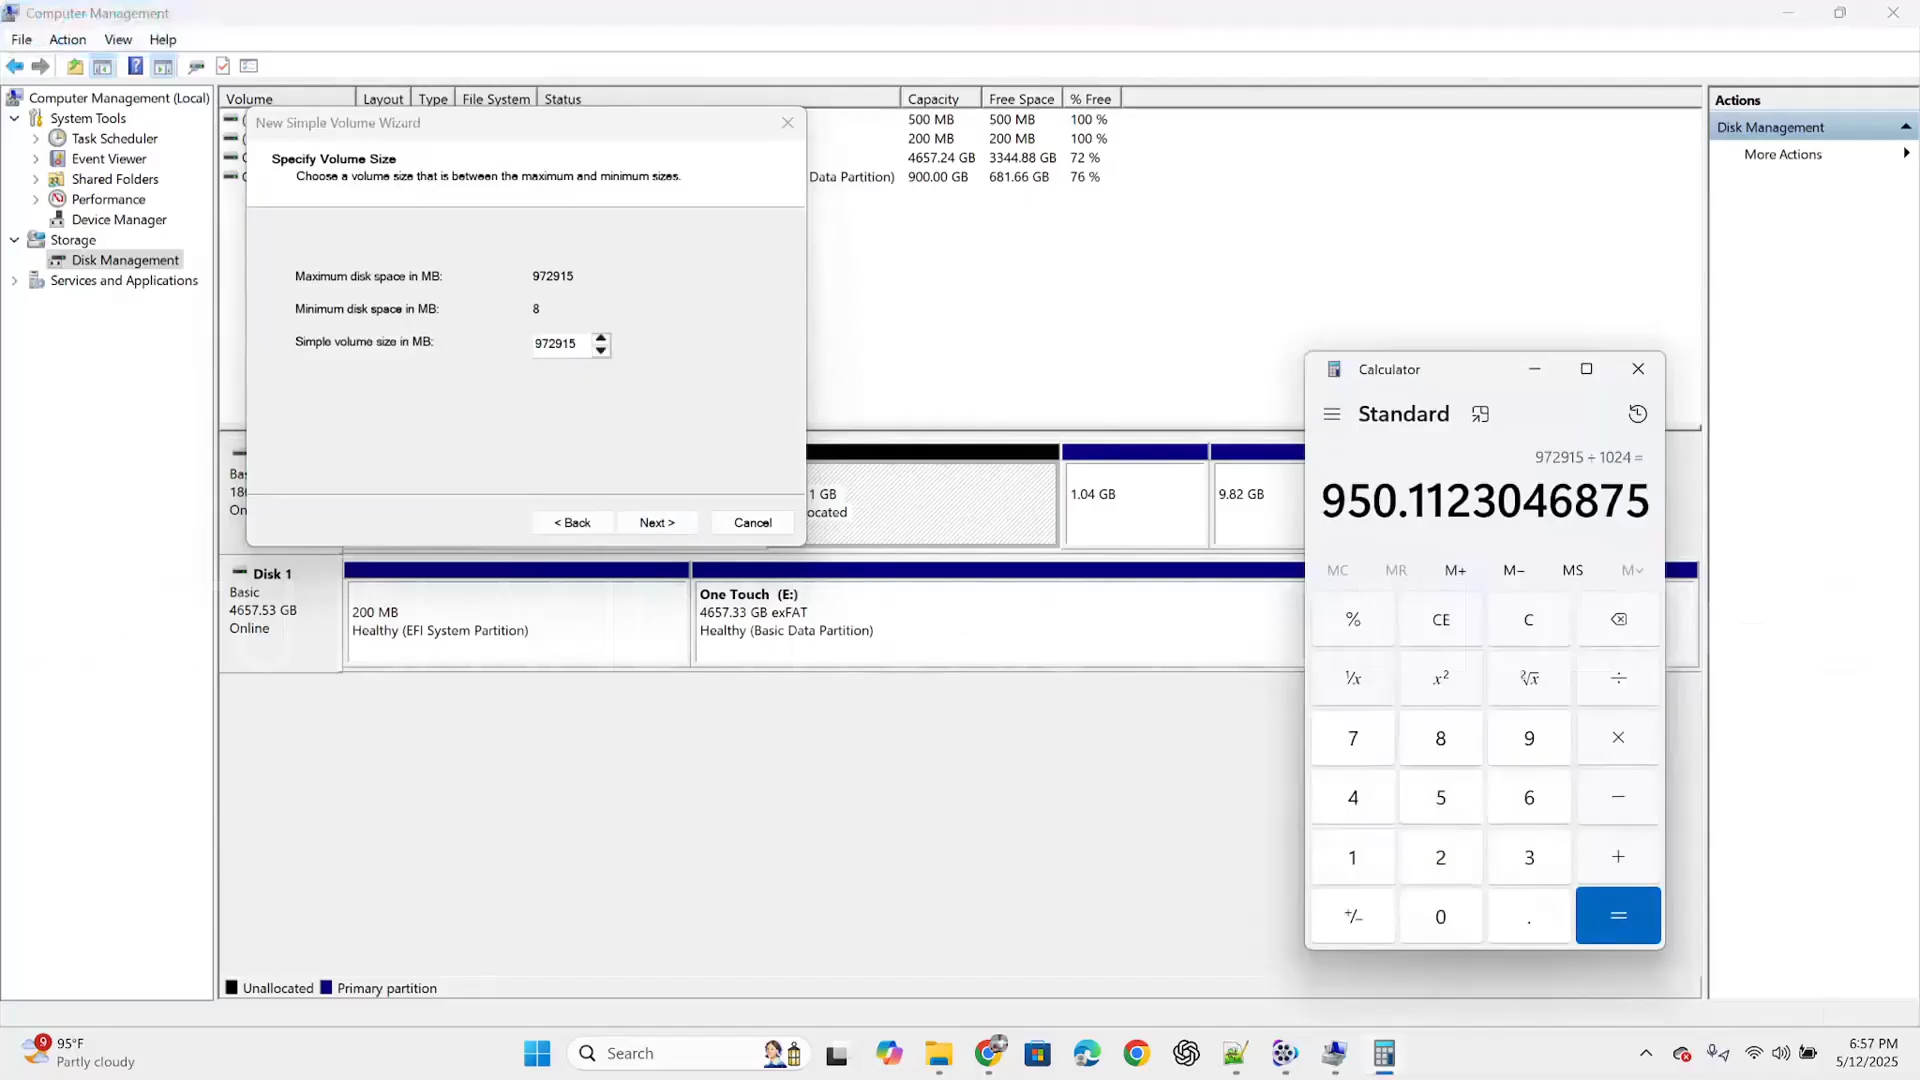 Computer Management
File Action View Help
Computer Management (Local)
System Tools
Task Scheduler
Event Viewer
Shared Folders
Performance
Device Manager
Storage
Disk Management
Services and Applications
Volume Layout Type File System Status Capacity Free Space % Free
500 MB 500 MB 100 %
200 MB 200 MB 100 %
4657.24 GB 3344.88 GB 72 %
Data Partition) 900.00 GB 681.66 GB 76 %
New Simple Volume Wizard
Specify Volume Size
Choose a volume size that is between the maximum and minimum sizes.
Maximum disk space in MB: 972915
Minimum disk space in MB: 8
Simple volume size in MB: 972915
< Back Next > Cancel
Bas
186
On
1 GB
ocated
1.04 GB
9.82 GB
Disk 1
Basic
4657.53 GB
Online
200 MB
Healthy (EFI System Partition)
One Touch (E:)
4657.33 GB exFAT
Healthy (Basic Data Partition)
Unallocated Primary partition
Actions
Disk Management
More Actions
Calculator
Standard
972915 ÷ 1024 =
950.1123046875
MC MR M+ M− MS M
% CE C
¹/x x² ²√x ÷
7 8 9 ×
4 5 6 −
1 2 3 +
+/− 0 . =
9
95°F
Partly cloudy
Search
6:57 PM
5/12/2025